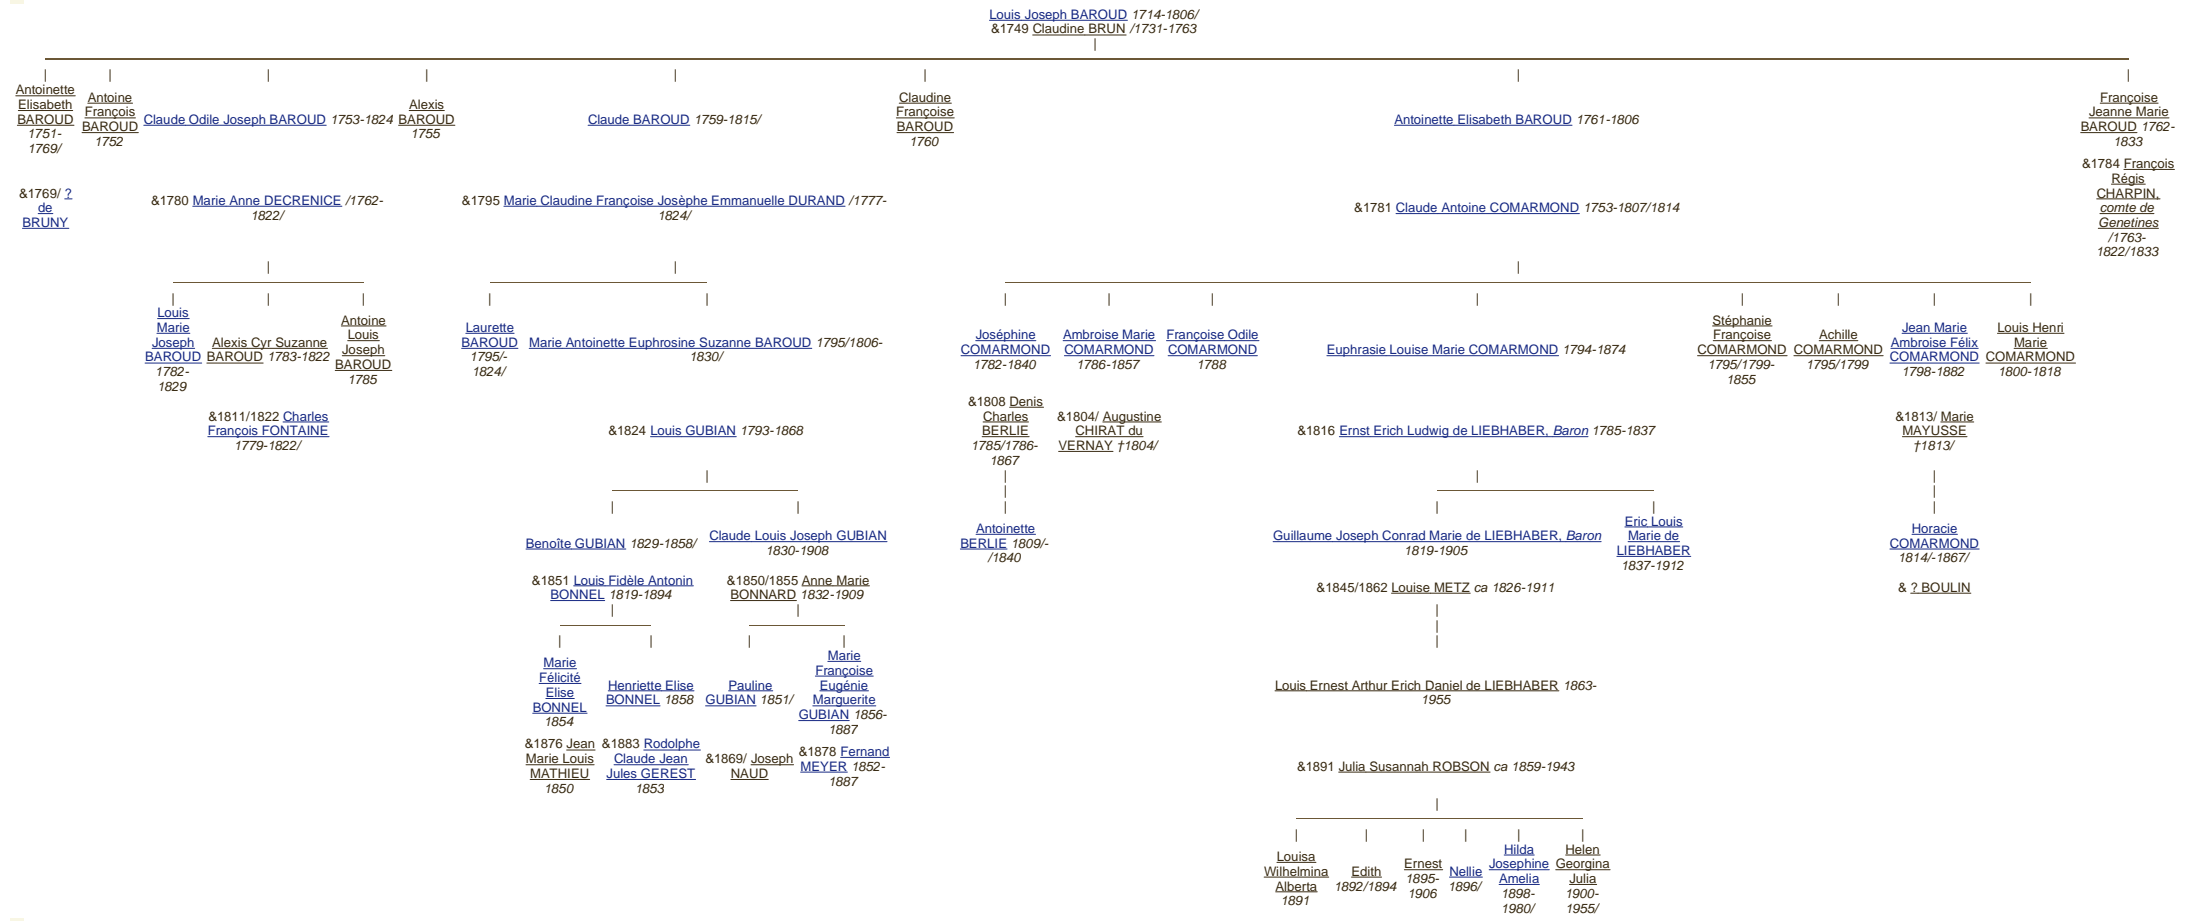 Louis Joseph BAROUD 1714-1806/
&1749 Claudine BRUN /1731-1763
Antoinette
Elisabeth
BAROUD
1751-
1769/
Antoine
François
BAROUD
1752
Claude Odile Joseph BAROUD 1753-1824
Alexis
BAROUD
1755
Claude BAROUD 1759-1815/
Claudine
Françoise
BAROUD
1760
Antoinette Elisabeth BAROUD 1761-1806
Françoise
Jeanne Marie
BAROUD 1762-
1833
&1769/ ?
de
BRUNY
&1780 Marie Anne DECRENICE /1762-
1822/
&1795 Marie Claudine Françoise Josèphe Emmanuelle DURAND /1777-
1824/
&1781 Claude Antoine COMARMOND 1753-1807/1814
&1784 François
Régis
CHARPIN,
comte de
Genetines
/1763-
1822/1833
Louis
Marie
Joseph
BAROUD
1782-
1829
Alexis Cyr Suzanne
BAROUD 1783-1822
Antoine
Louis
Joseph
BAROUD
1785
Laurette
BAROUD
1795/-
1824/
Marie Antoinette Euphrosine Suzanne BAROUD 1795/1806-
1830/
Joséphine
COMARMOND
1782-1840
Ambroise Marie
COMARMOND
1786-1857
Françoise Odile
COMARMOND
1788
Euphrasie Louise Marie COMARMOND 1794-1874
Stéphanie
Françoise
COMARMOND
1795/1799-
1855
Achille
COMARMOND
1795/1799
Jean Marie
Ambroise Félix
COMARMOND
1798-1882
Louis Henri
Marie
COMARMOND
1800-1818
&1811/1822 Charles
François FONTAINE
1779-1822/
&1824 Louis GUBIAN 1793-1868
&1808 Denis
Charles
BERLIE
1785/1786-
1867
&1804/ Augustine
CHIRAT du
VERNAY †1804/
&1816 Ernst Erich Ludwig de LIEBHABER, Baron 1785-1837
&1813/ Marie
MAYUSSE
†1813/
Benoîte GUBIAN 1829-1858/
Claude Louis Joseph GUBIAN
1830-1908
Antoinette
BERLIE 1809/-
/1840
Guillaume Joseph Conrad Marie de LIEBHABER, Baron
1819-1905
Eric Louis
Marie de
LIEBHABER
1837-1912
Horacie
COMARMOND
1814/-1867/
&1851 Louis Fidèle Antonin
BONNEL 1819-1894
&1850/1855 Anne Marie
BONNARD 1832-1909
&1845/1862 Louise METZ ca 1826-1911
& ? BOULIN
Marie
Félicité
Elise
BONNEL
1854
Henriette Elise
BONNEL 1858
Pauline
GUBIAN 1851/
Marie
Françoise
Eugénie
Marguerite
GUBIAN 1856-
1887
Louis Ernest Arthur Erich Daniel de LIEBHABER 1863-
1955
&1876 Jean
Marie Louis
MATHIEU
1850
&1883 Rodolphe
Claude Jean
Jules GEREST
1853
&1869/ Joseph
NAUD
&1878 Fernand
MEYER 1852-
1887
&1891 Julia Susannah ROBSON ca 1859-1943
Louisa
Wilhelmina
Alberta
1891
Edith
1892/1894
Ernest
1895-
1906
Nellie
1896/
Hilda
Josephine
Amelia
1898-
1980/
Helen
Georgina
Julia
1900-
1955/